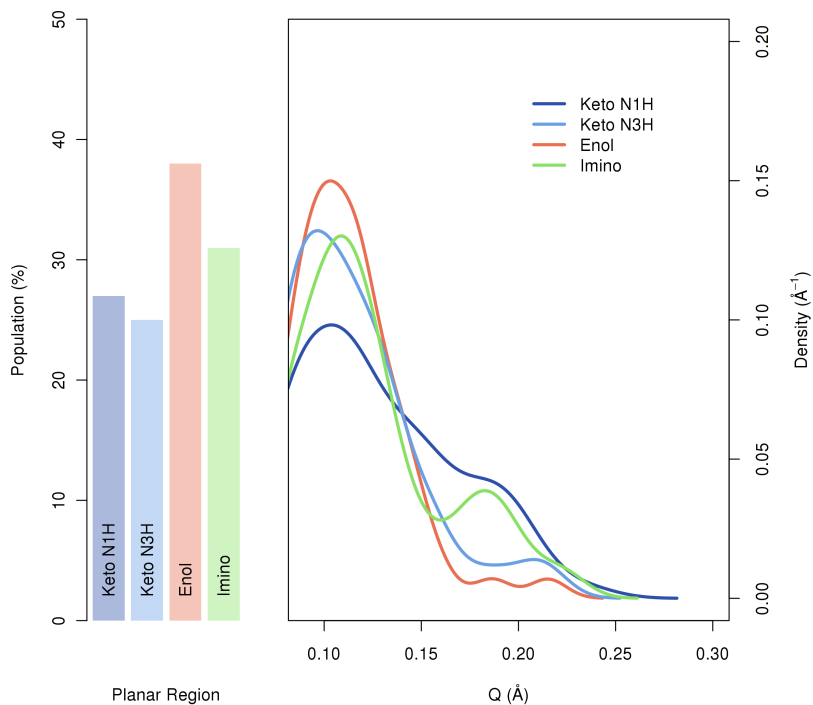 50
40
30
20
10
0
Population (%)
Keto N1H
Keto N3H
Enol
Imino
Planar Region
Keto N1H
Keto N3H
Enol
Imino
0.10
0.15
0.20
0.25
0.30
Q (Å)
0.20
0.15
0.10
0.05
0.00
Density (Å⁻¹)